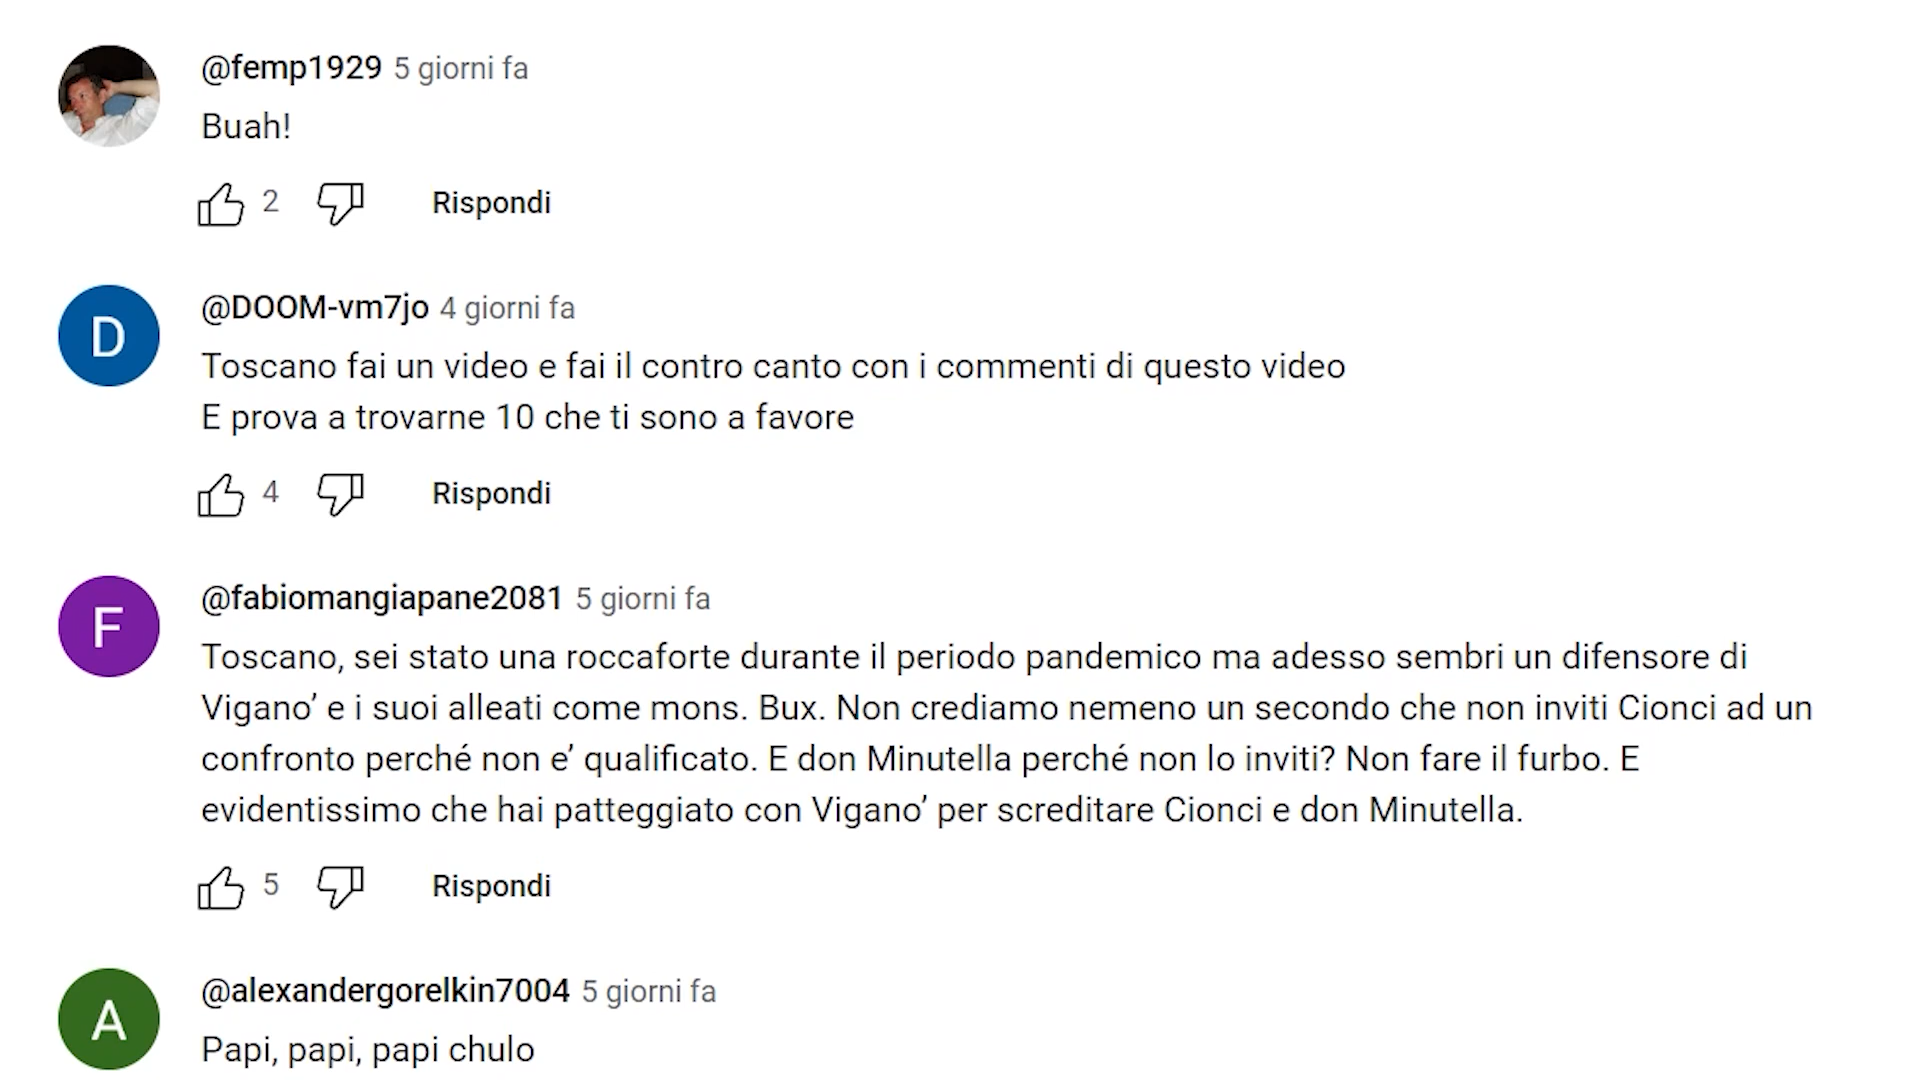 @femp1929 5 giorni fa
Buah!
2 Rispondi
D
@DOOM-vm7jo 4 giorni fa
Toscano fai un video e fai il contro canto con i commenti di questo video
E prova a trovarne 10 che ti sono a favore
4 Rispondi
F
@fabiomangiapane2081 5 giorni fa
Toscano, sei stato una roccaforte durante il periodo pandemico ma adesso sembri un difensore di
Vigano’ e i suoi alleati come mons. Bux. Non crediamo nemeno un secondo che non inviti Cionci ad un
confronto perché non e’ qualificato. E don Minutella perché non lo inviti? Non fare il furbo. E
evidentissimo che hai patteggiato con Vigano’ per screditare Cionci e don Minutella.
5 Rispondi
A
@alexandergorelkin7004 5 giorni fa
Papi, papi, papi chulo